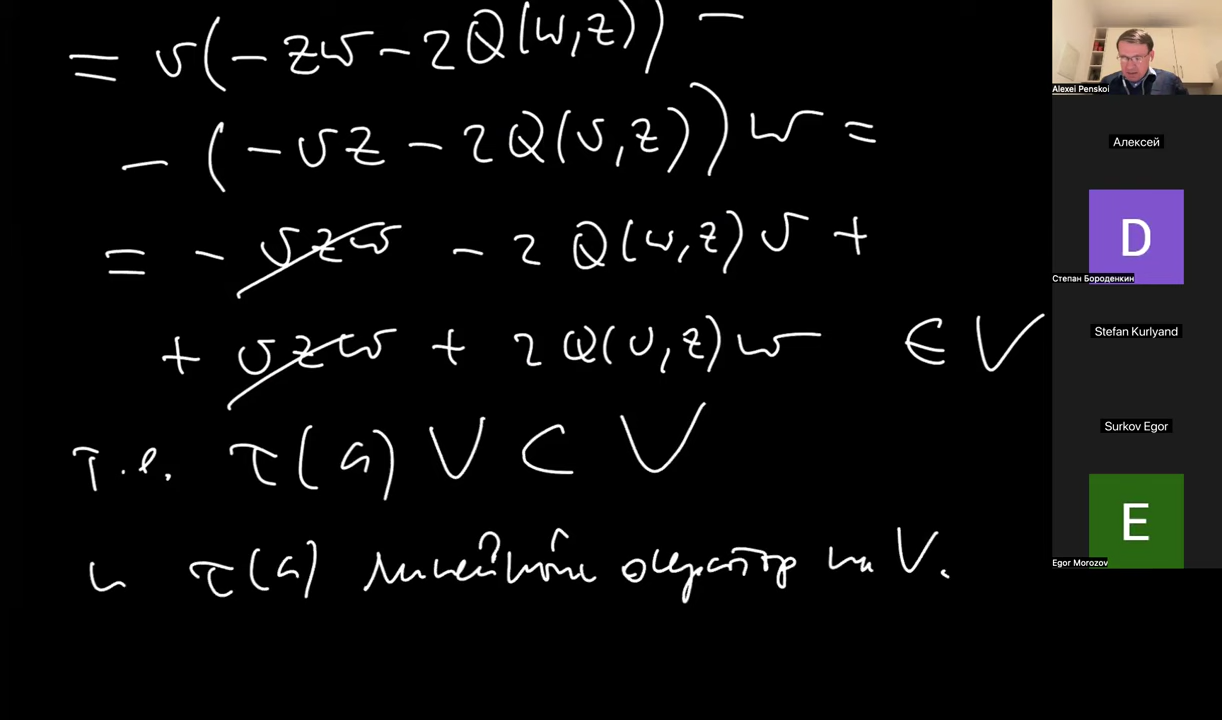 = v(-zw - 2Q(w,z)) -
- (-vz - 2Q(v,z))w =
= - vzw - 2Q(w,z)v +
+ vzw + 2Q(v,z)w ∈ V
т.е. τ(a) V ⊂ V
и τ(a) линейный оператор на V.
Alexei Penskoi
Алексей
D
Степан Бороденкин
Stefan Kurlyand
Surkov Egor
E
Egor Morozov